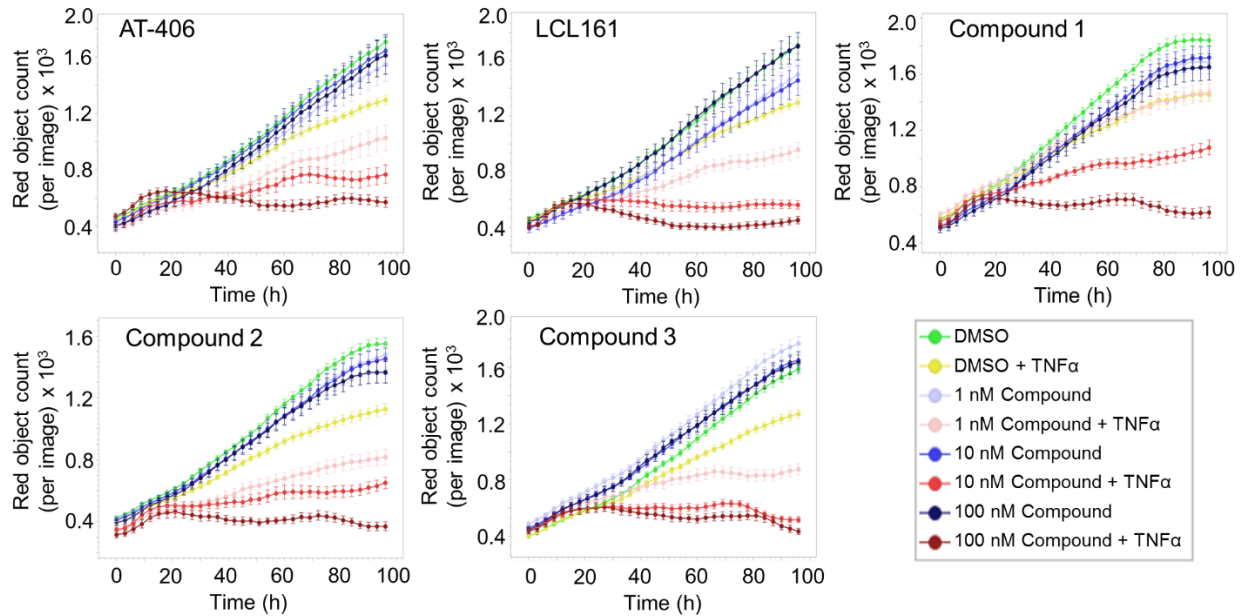 AT-406
Red object count
(per image) x 10³
2.0
1.6
1.2
0.8
0.4
0 20 40 60 80 100
Time (h)
LCL161
Red object count
(per image) x 10³
2.0
1.6
1.2
0.8
0.4
0 20 40 60 80 100
Time (h)
Compound 1
Red object count
(per image) x 10³
2.0
1.6
1.2
0.8
0.4
0 20 40 60 80 100
Time (h)
Compound 2
Red object count
(per image) x 10³
1.6
1.2
0.8
0.4
0 20 40 60 80 100
Time (h)
Compound 3
Red object count
(per image) x 10³
2.0
1.6
1.2
0.8
0.4
0 20 40 60 80 100
Time (h)
DMSO
DMSO + TNFα
1 nM Compound
1 nM Compound + TNFα
10 nM Compound
10 nM Compound + TNFα
100 nM Compound
100 nM Compound + TNFα